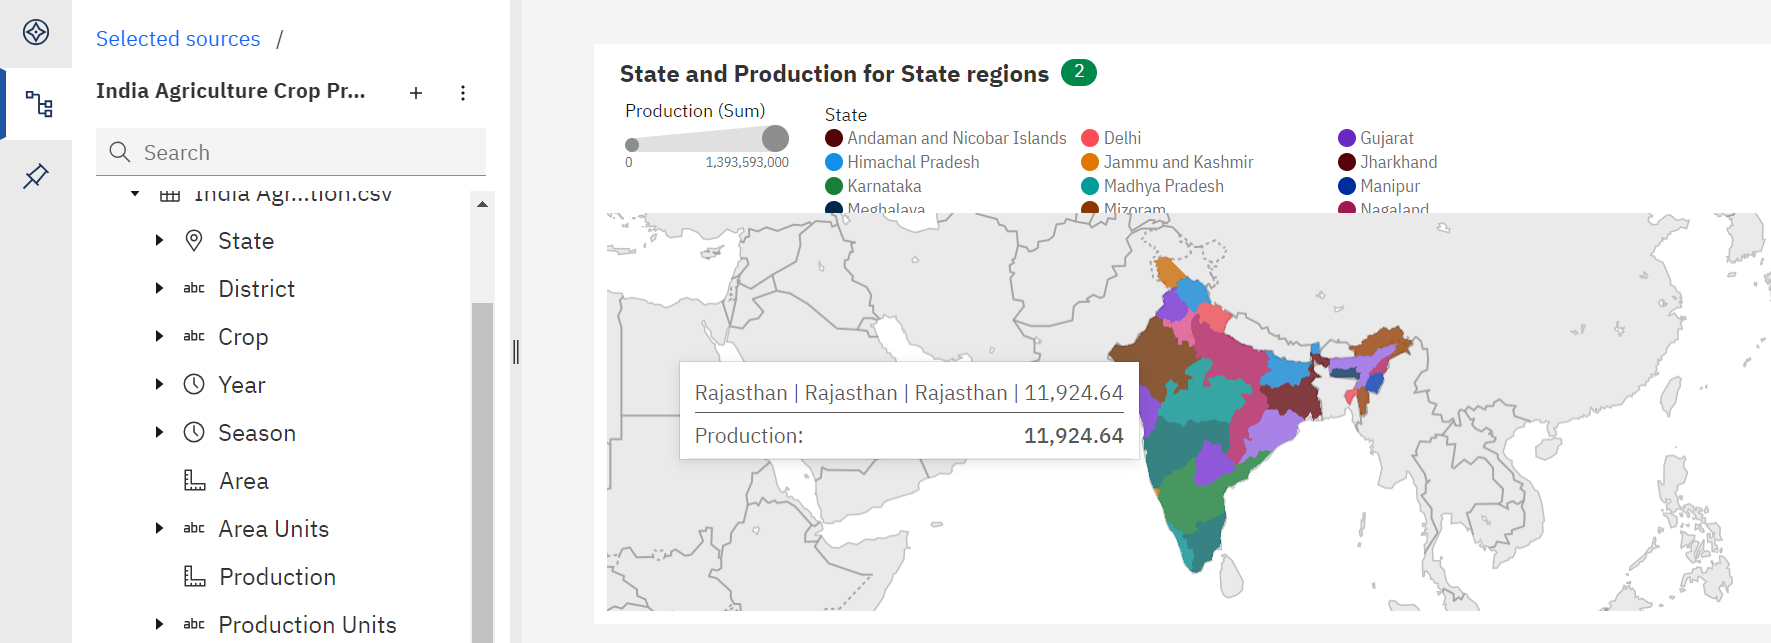 Selected sources /
India Agriculture Crop Pr...
Search
India Agr...tion.csv
State
abc District
abc Crop
Year
Season
Area
abc Area Units
Production
abc Production Units
State and Production for State regions 2
Production (Sum)
0 1,393,593,000
State
Andaman and Nicobar Islands Delhi Gujarat
Himachal Pradesh Jammu and Kashmir Jharkhand
Karnataka Madhya Pradesh Manipur
Meghalaya Mizoram Nagaland
Rajasthan | Rajasthan | Rajasthan | 11,924.64
Production: 11,924.64